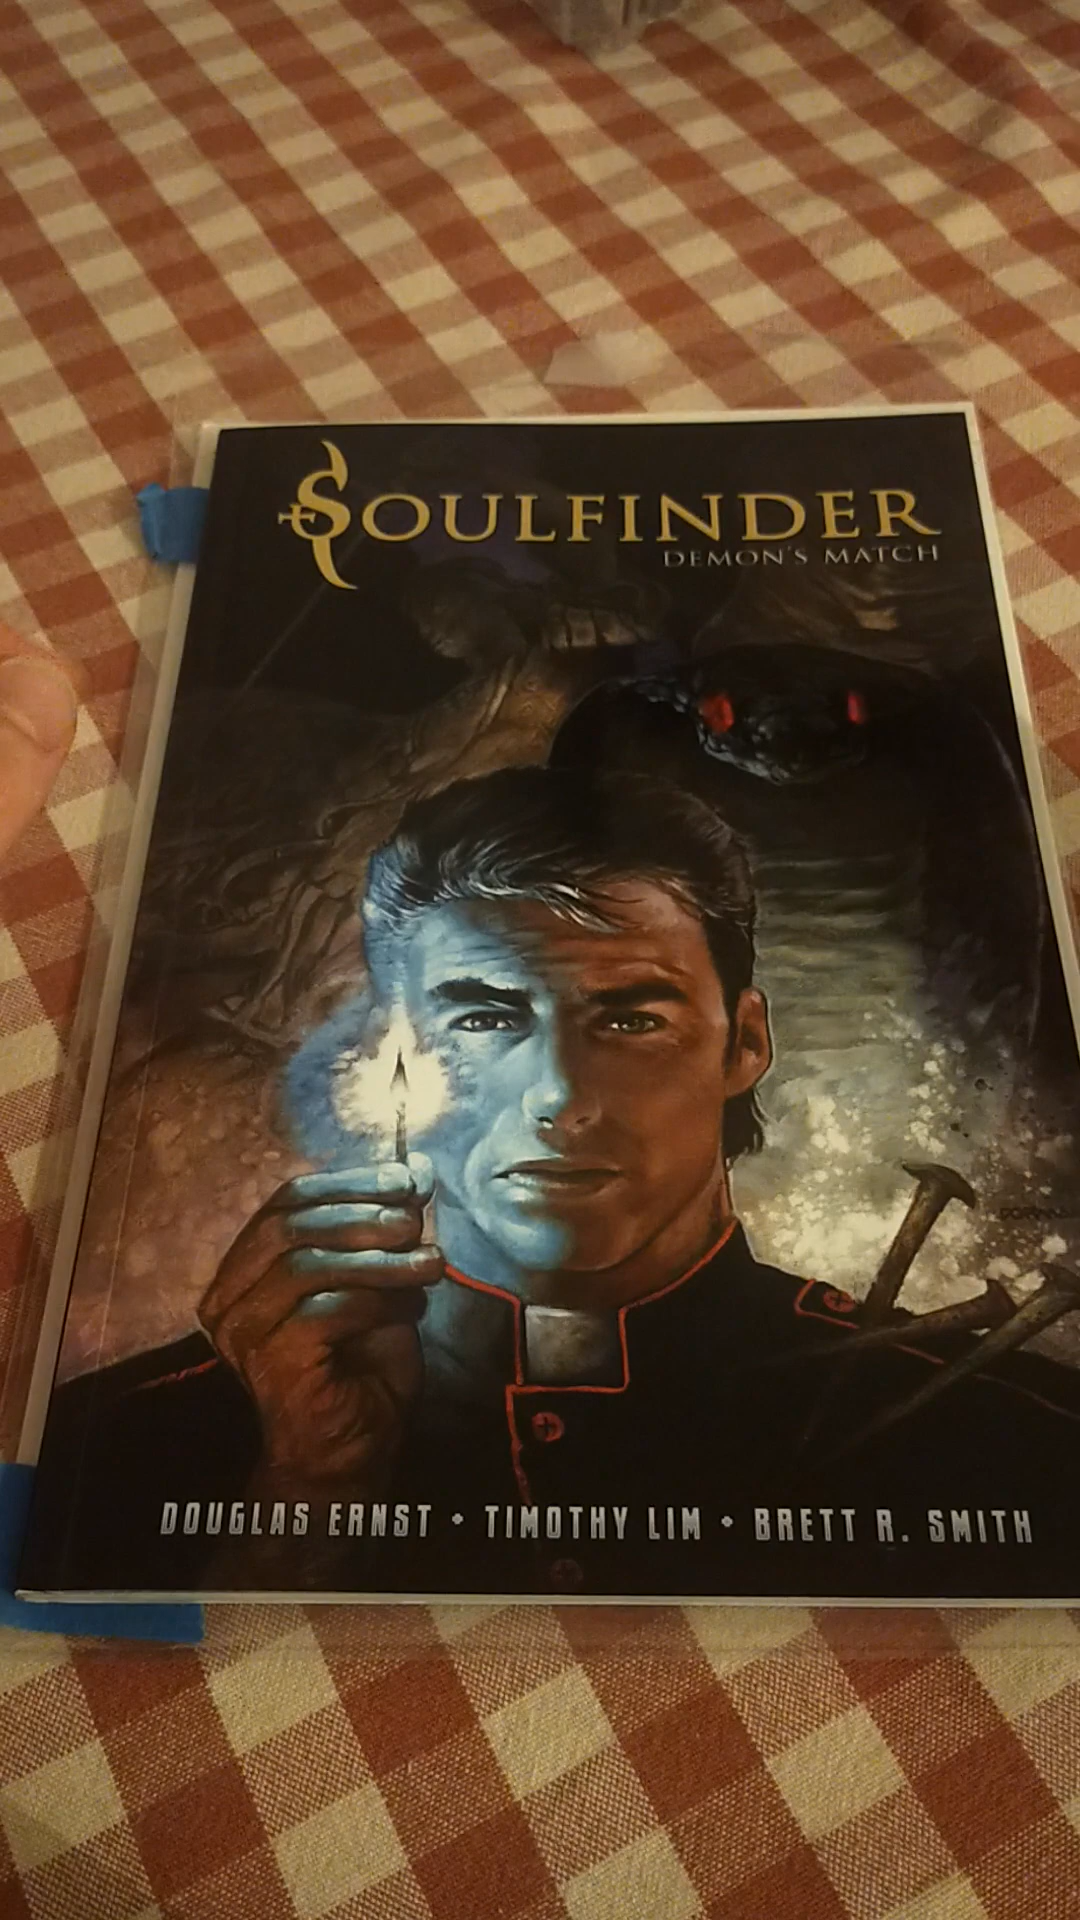 SOULFINDER
DEMON'S MATCH
DOUGLAS ERNST • TIMOTHY LIM • BRETT R. SMITH